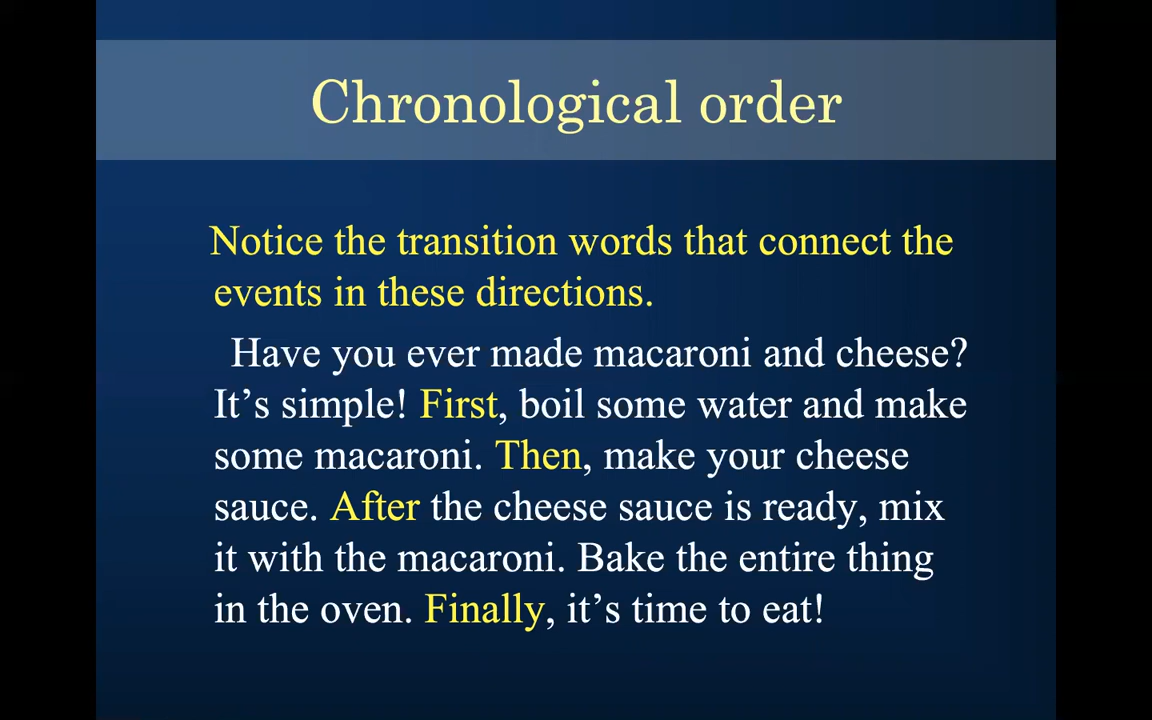 Chronological order
Notice the transition words that connect the
events in these directions.
Have you ever made macaroni and cheese?
It’s simple! First, boil some water and make
some macaroni. Then, make your cheese
sauce. After the cheese sauce is ready, mix
it with the macaroni. Bake the entire thing
in the oven. Finally, it’s time to eat!